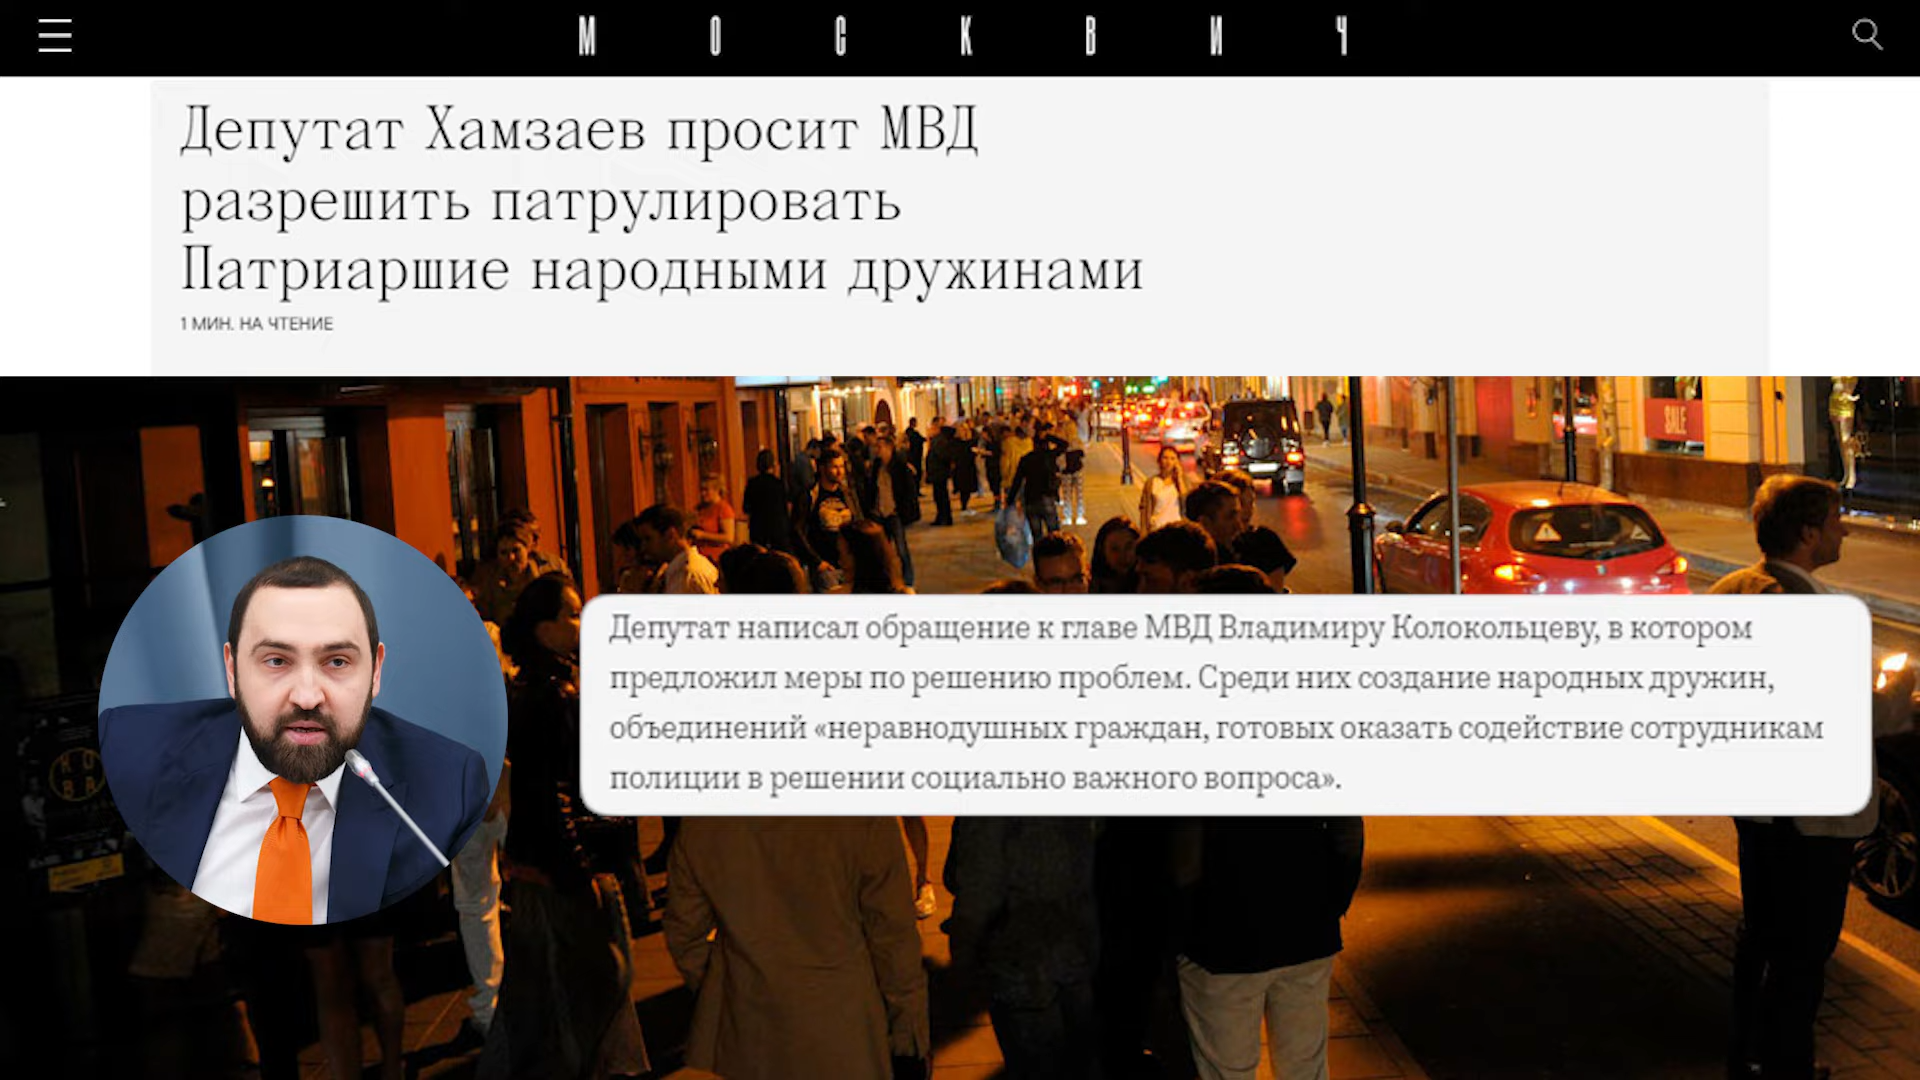 МОСКВИЧ
Депутат Хамзаев просит МВД
разрешить патрулировать
Патриаршие народными дружинами
1 МИН. НА ЧТЕНИЕ
SALE
Депутат написал обращение к главе МВД Владимиру Колокольцеву, в котором
предложил меры по решению проблем. Среди них создание народных дружин,
объединений «неравнодушных граждан, готовых оказать содействие сотрудникам
полиции в решении социально важного вопроса».